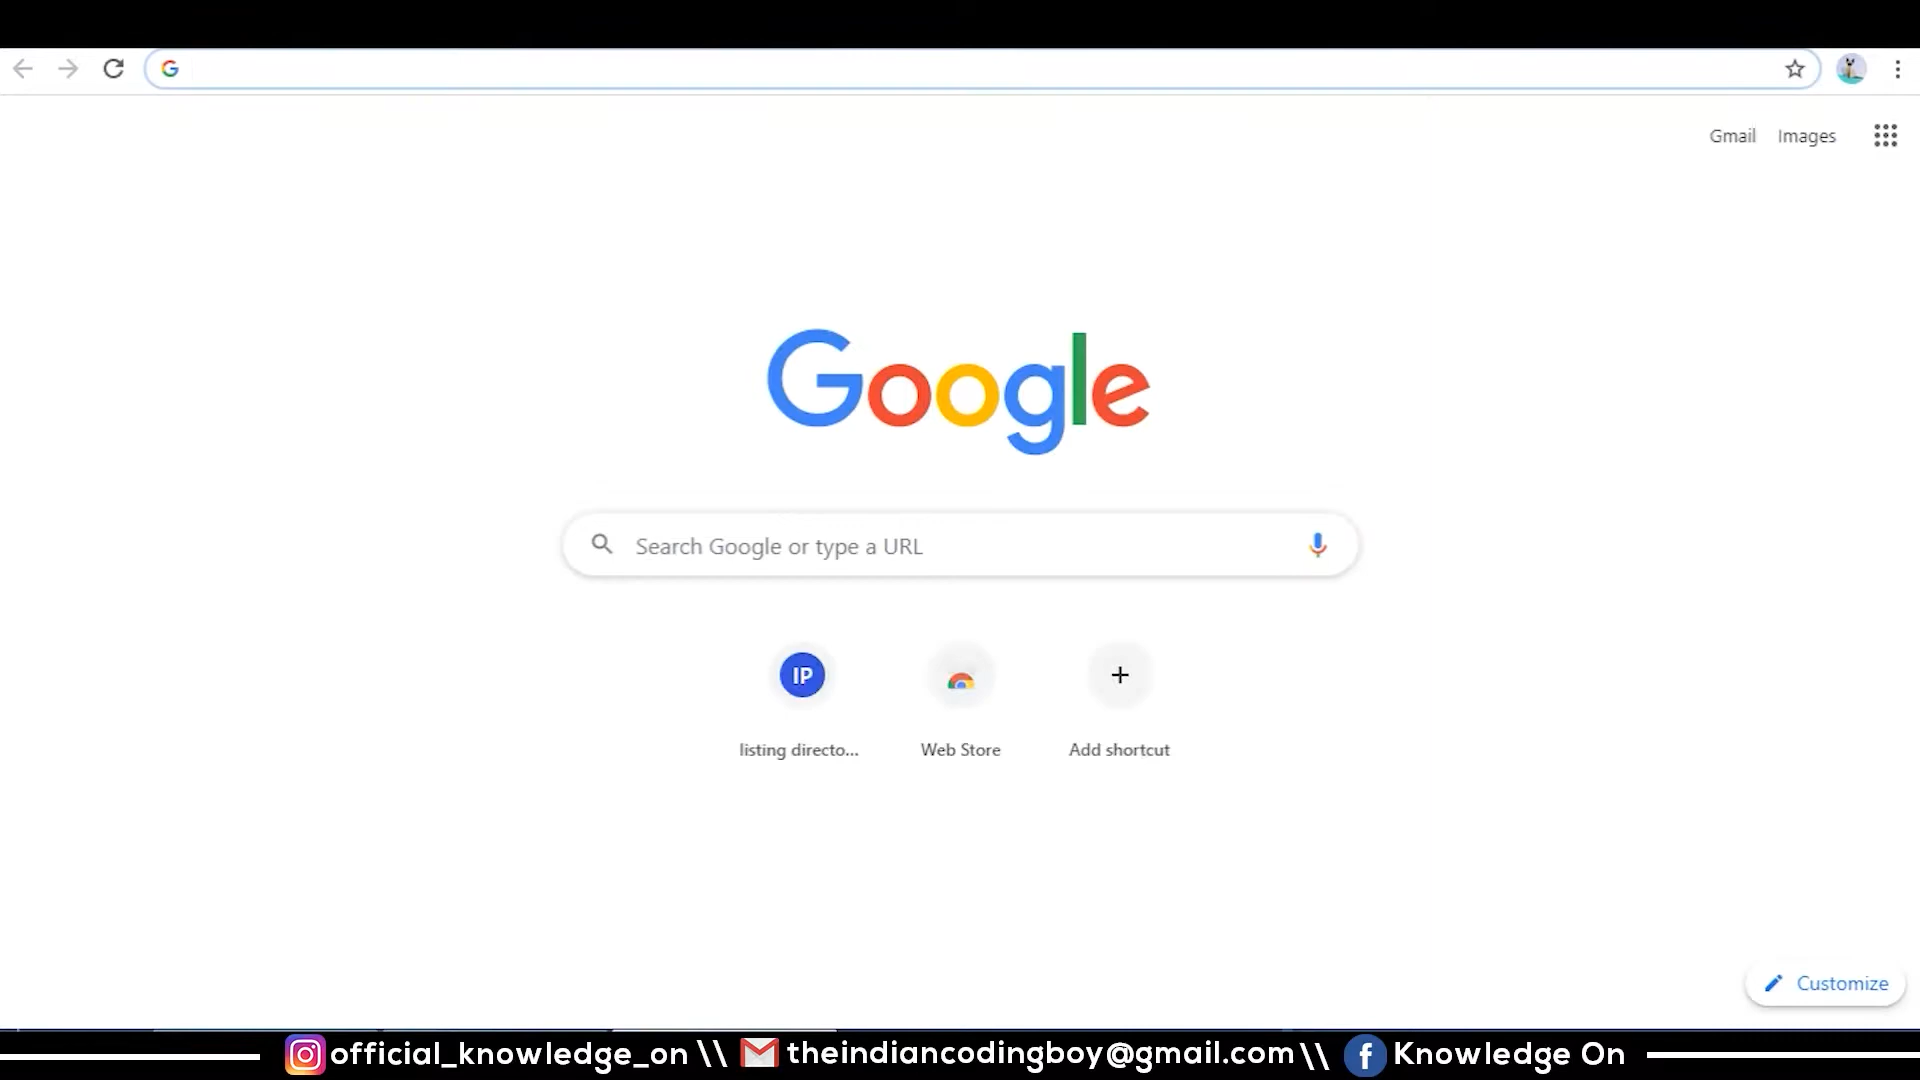 Gmail Images
Google
Search Google or type a URL
IP
listing directo... Web Store Add shortcut
Customize
official_knowledge_on \\ theindiancodingboy@gmail.com \\ Knowledge On